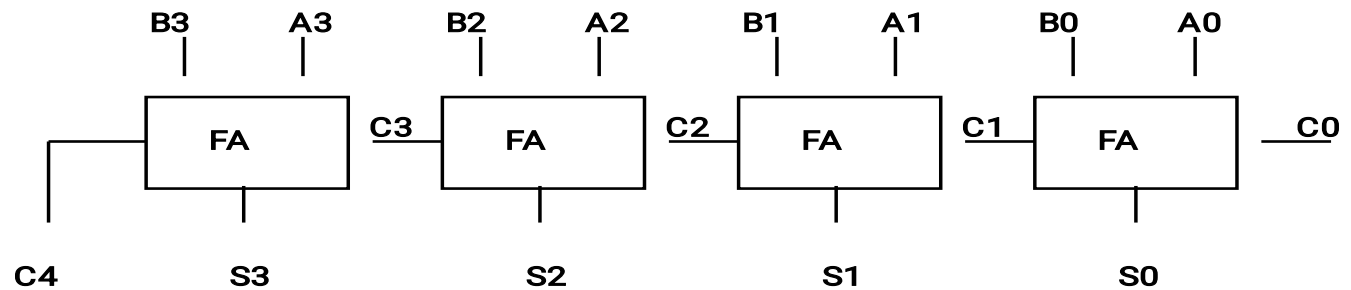 B3 A3 B2 A2 B1 A1 B0 A0
C3 C2 C1 C0
FA FA FA FA
C4 S3 S2 S1 S0